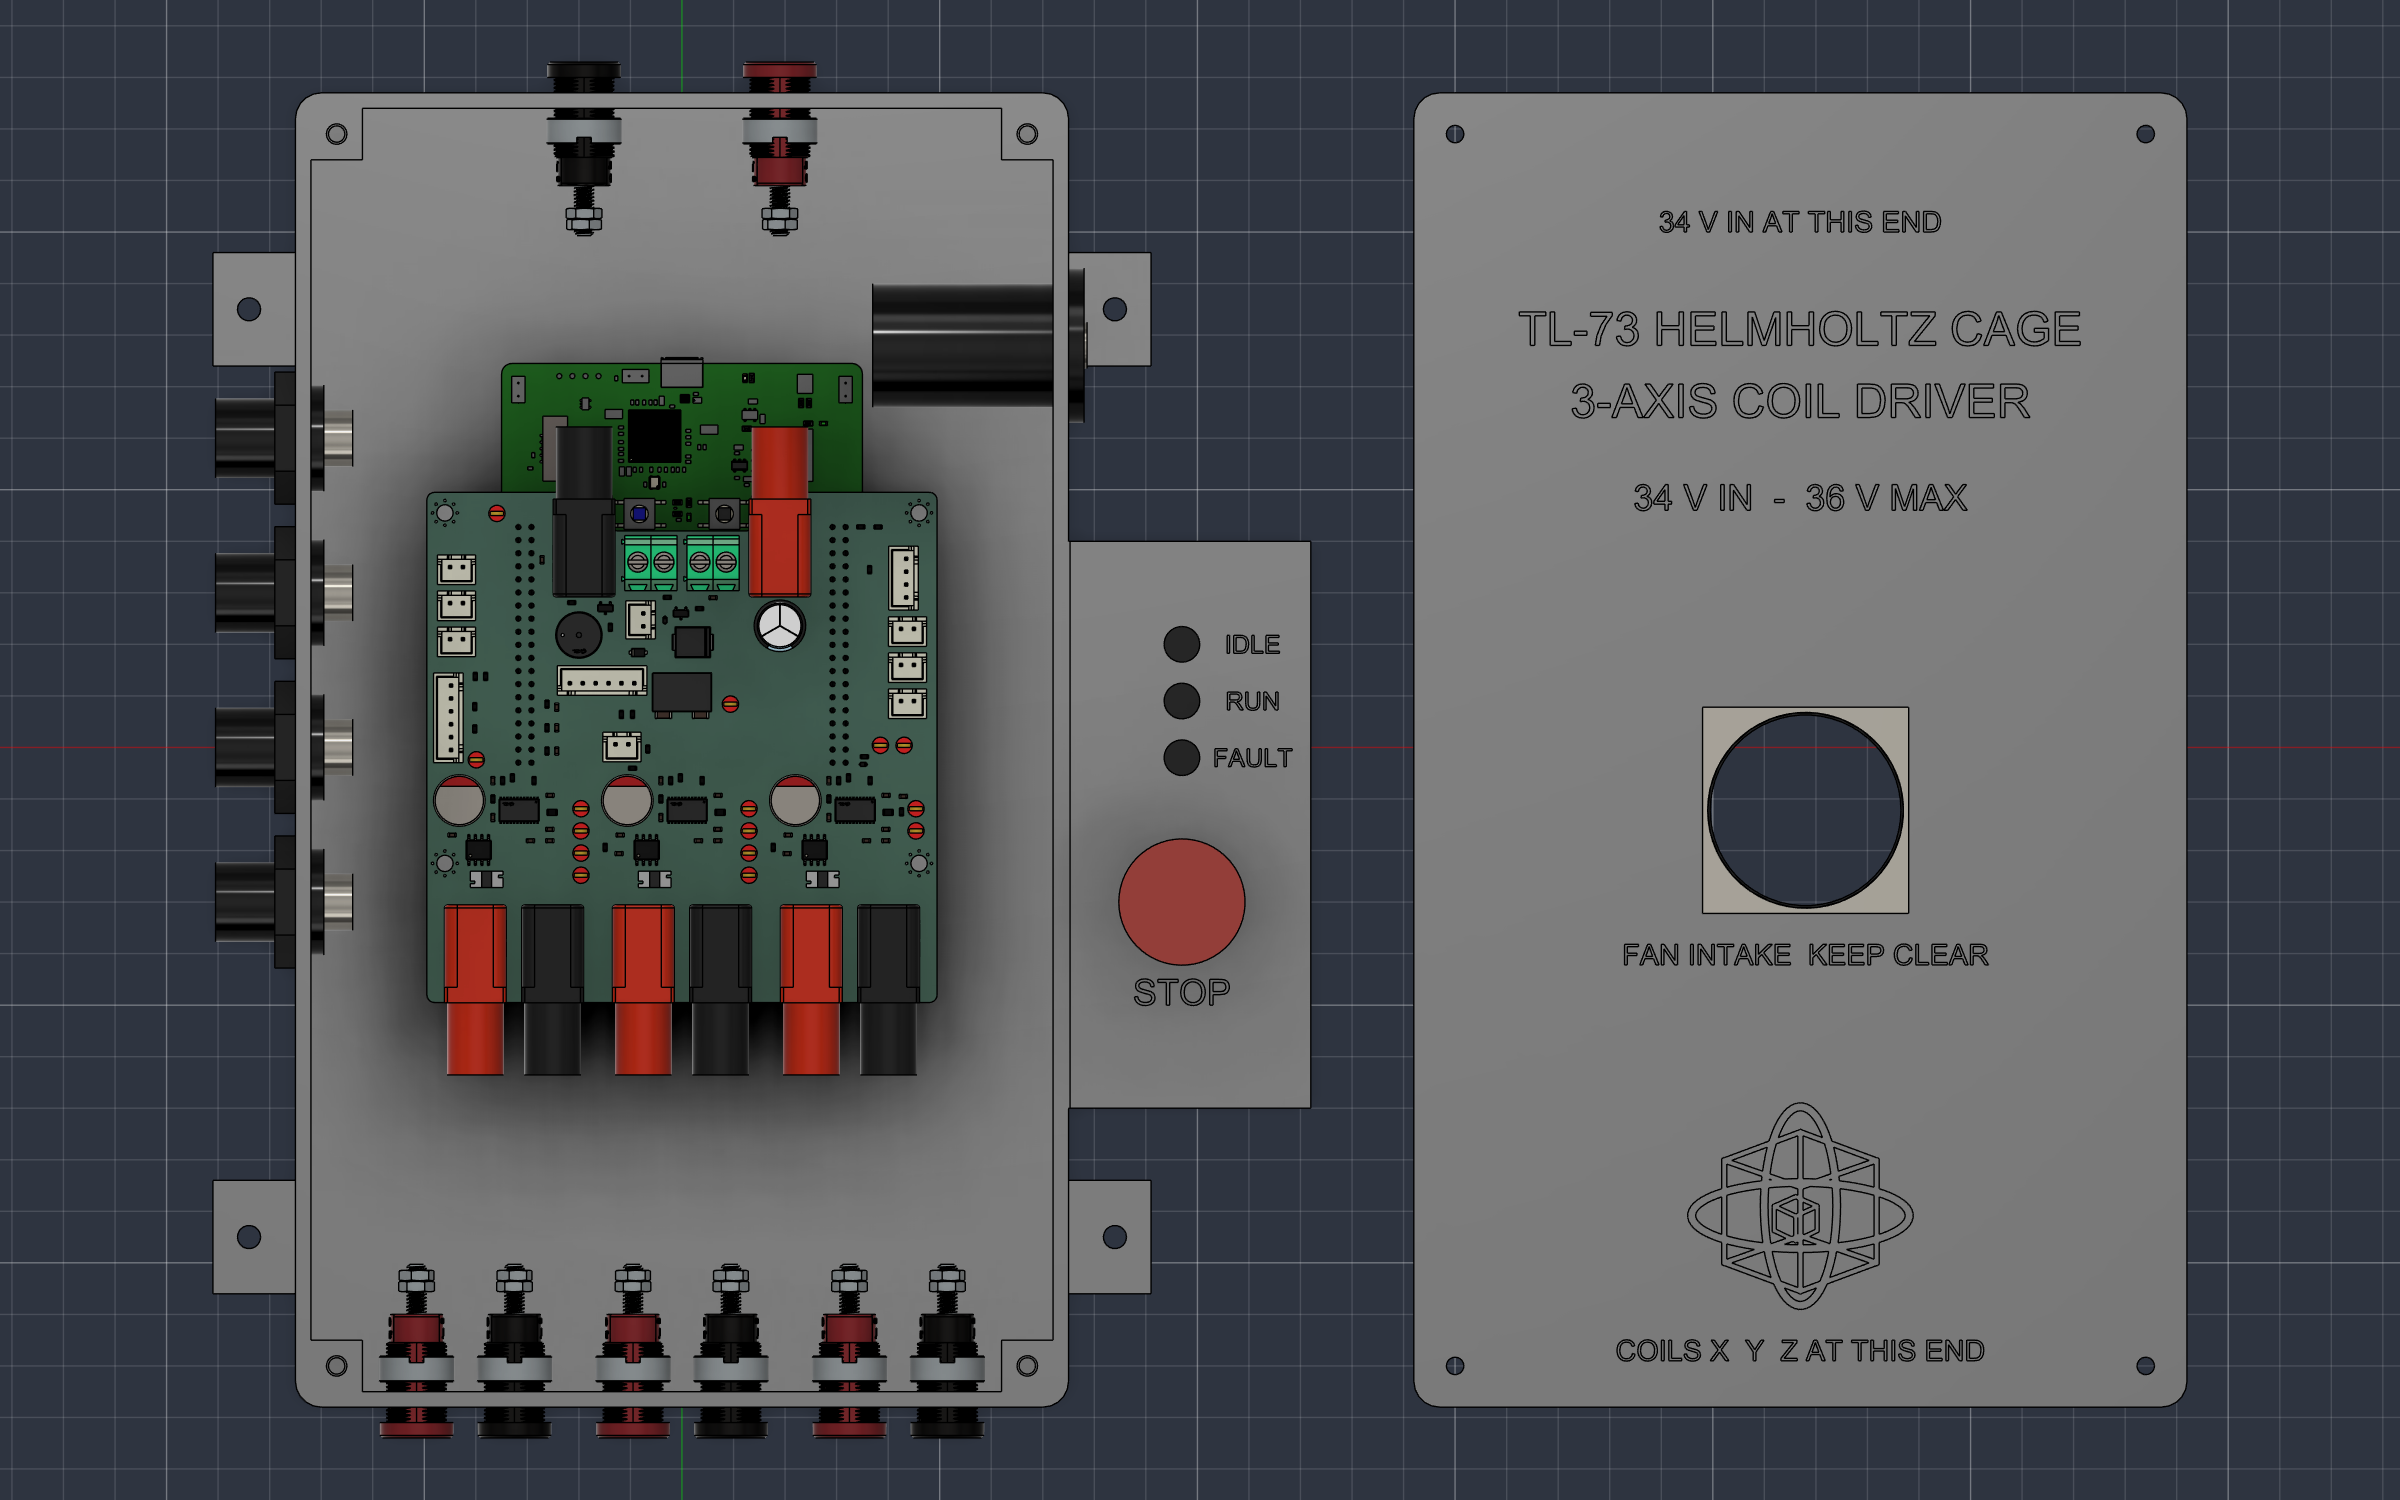 34 V IN AT THIS END
TL-73 HELMHOLTZ CAGE
3-AXIS COIL DRIVER
34 V IN - 36 V MAX
IDLE
RUN
FAULT
STOP
FAN INTAKE KEEP CLEAR
COILS X Y Z AT THIS END